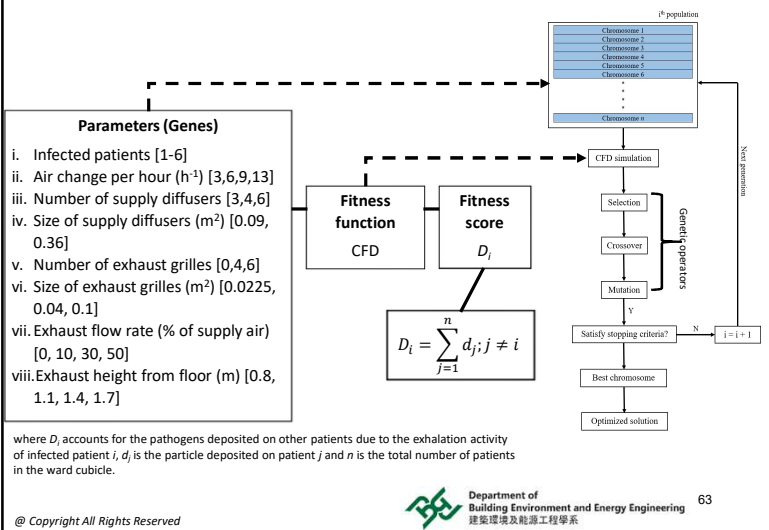 i th population
Chromosome 1
Chromosome 2
Chromosome 3
Chromosome 4
Chromosome 5
Chromosome 6
Chromosome n
Parameters (Genes)
i. Infected patients [1-6]
ii. Air change per hour (h⁻¹) [3,6,9,13]
iii. Number of supply diffusers [3,4,6]
iv. Size of supply diffusers (m²) [0.09,
0.36]
v. Number of exhaust grilles [0,4,6]
vi. Size of exhaust grilles (m²) [0.0225,
0.04, 0.1]
vii. Exhaust flow rate (% of supply air)
[0, 10, 30, 50]
viii.Exhaust height from floor (m) [0.8,
1.1, 1.4, 1.7]
Fitness
function
CFD
Fitness
score
Dᵢ
n
Dᵢ = ∑ dⱼ; j ≠ i
j=1
CFD simulation
Selection
Crossover
Mutation
Genetic operators
Next generation
Y
Satisfy stopping criteria?
N
i = i + 1
Best chromosome
Optimized solution
where Dᵢ accounts for the pathogens deposited on other patients due to the exhalation activity
of infected patient i, dⱼ is the particle deposited on patient j and n is the total number of patients
in the ward cubicle.
@ Copyright All Rights Reserved
Department of
Building Environment and Energy Engineering
建築環境及能源工程學系
63